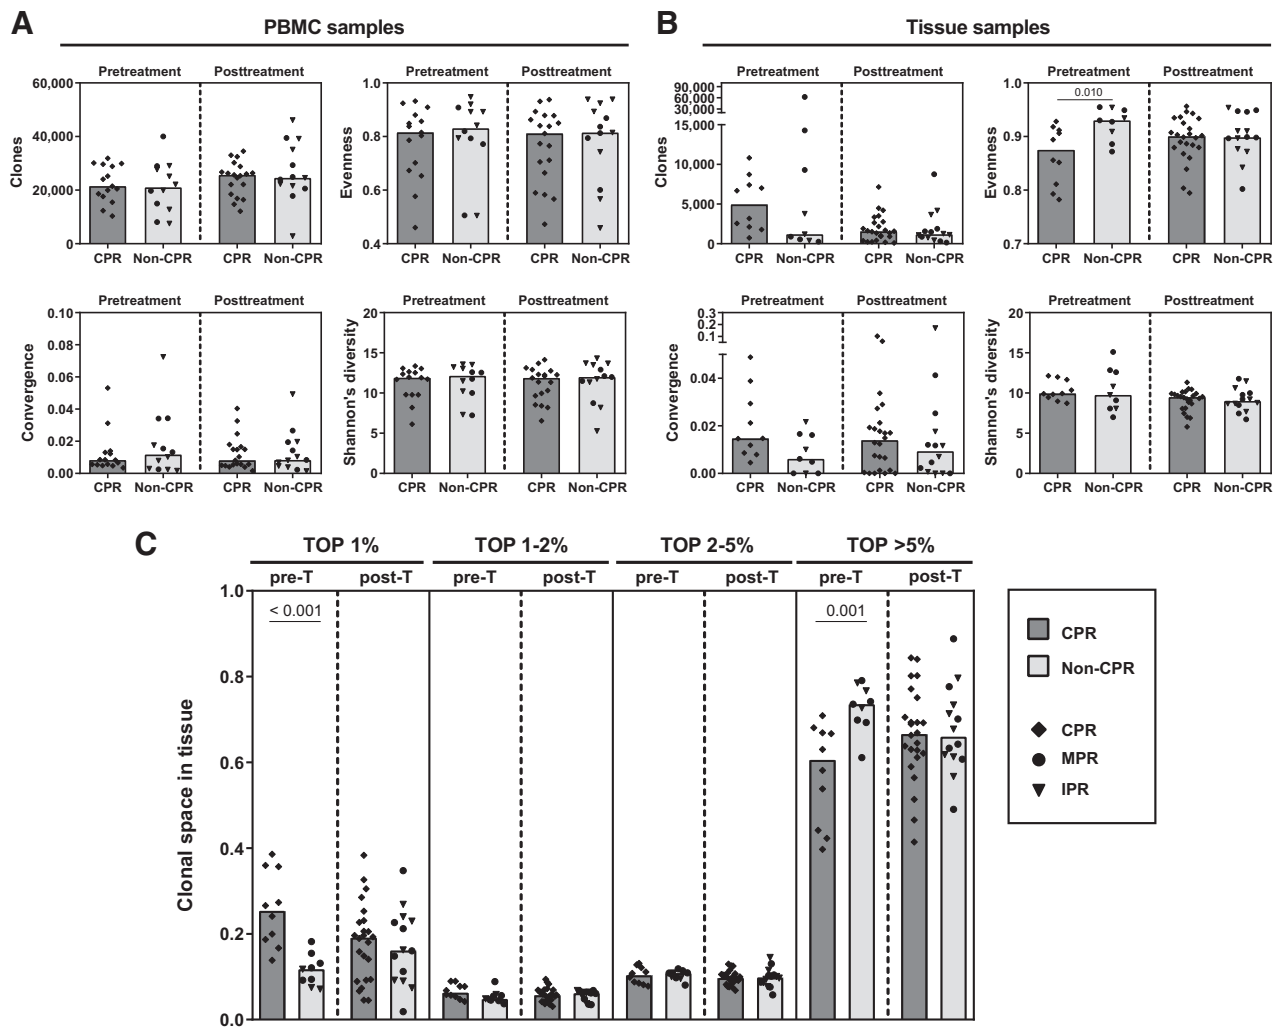 A
PBMC samples
B
Tissue samples
Pretreatment
Posttreatment
Clones
60,000
40,000
20,000
0
CPR
Non-CPR
CPR
Non-CPR
Pretreatment
Posttreatment
Evenness
1.0
0.8
0.6
0.4
CPR
Non-CPR
CPR
Non-CPR
Pretreatment
Posttreatment
Clones
90,000
60,000
30,000
15,000
10,000
5,000
0
CPR
Non-CPR
CPR
Non-CPR
Pretreatment
Posttreatment
Evenness
1.0
0.9
0.8
0.7
0.010
CPR
Non-CPR
CPR
Non-CPR
Pretreatment
Posttreatment
Convergence
0.10
0.08
0.06
0.04
0.02
0.00
CPR
Non-CPR
CPR
Non-CPR
Pretreatment
Posttreatment
Shannon's diversity
20
15
10
5
0
CPR
Non-CPR
CPR
Non-CPR
Pretreatment
Posttreatment
Convergence
0.3
0.2
0.1
0.04
0.02
0.00
CPR
Non-CPR
CPR
Non-CPR
Pretreatment
Posttreatment
Shannon's diversity
20
15
10
5
0
CPR
Non-CPR
CPR
Non-CPR
C
TOP 1%
TOP 1-2%
TOP 2-5%
TOP >5%
pre-T
post-T
pre-T
post-T
pre-T
post-T
pre-T
post-T
Clonal space in tissue
1.0
0.8
0.6
0.4
0.2
0.0
< 0.001
0.001
CPR
Non-CPR
CPR
MPR
IPR